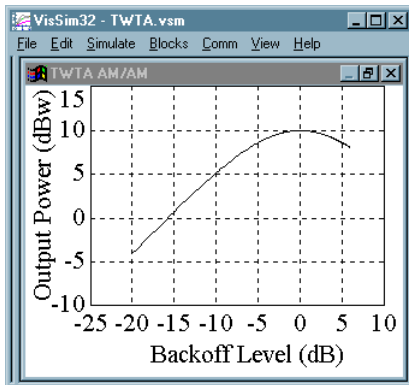 VisSim32 - TWTA.vsm
File Edit Simulate Blocks Comm View Help
TWTA AM/AM
Output Power (dBw)
15
10
5
0
-5
-10
-25 -20 -15 -10 -5 0 5 10
Backoff Level (dB)